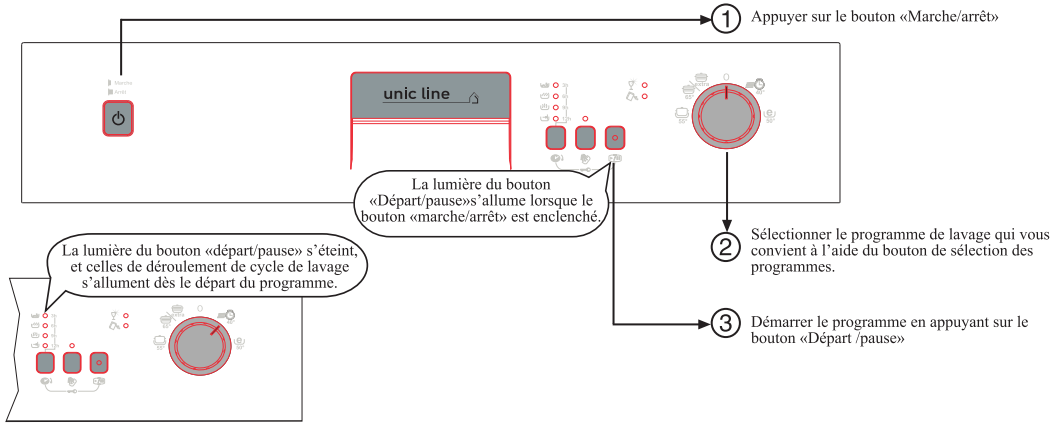 1 Appuyer sur le bouton «Marche/arrêt»
Marche
Arrêt
unic line
La lumière du bouton
«Départ/pause»s’allume lorsque le
bouton «marche/arrêt» est enclenché.
2 Sélectionner le programme de lavage qui vous
convient à l’aide du bouton de sélection des
programmes.
La lumière du bouton «départ/pause» s’éteint,
et celles de déroulement de cycle de lavage
s’allument dès le départ du programme.
3 Démarrer le programme en appuyant sur le
bouton «Départ /pause»